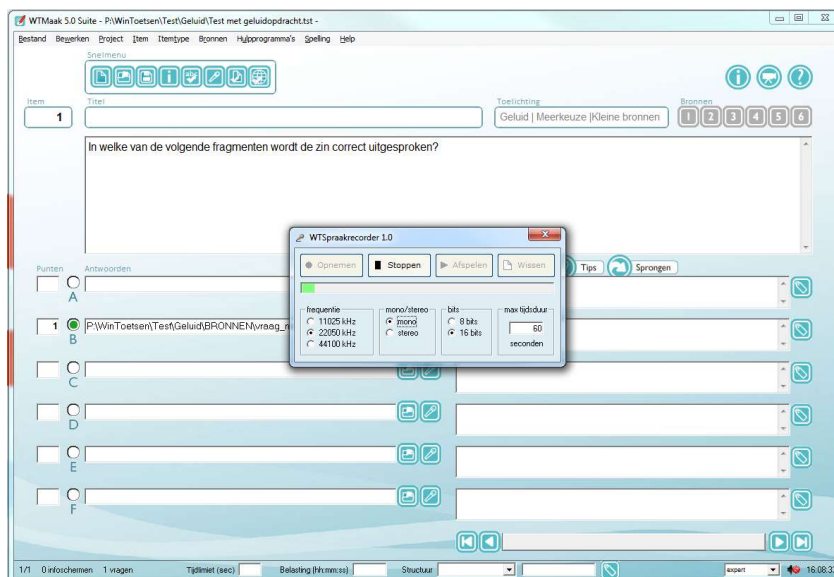 WTMaak 5.0 Suite - P:\WinToetsen\Test\Geluid\Test met geluidopdracht.tst -
Bestand Bewerken Project Item Itemtype Bronnen Hulpprogramma's Spelling Help
Snelmenu
Item Titel Toelichting Bronnen
1 Geluid | Meerkeuze |Kleine bronnen 1 2 3 4 5 6
In welke van de volgende fragmenten wordt de zin correct uitgesproken?
WTSpraakrecorder 1.0
Opnemen Stoppen Afspelen Wissen
frequentie mono/stereo bits max tijdsduur
11025 kHz mono 8 bits 60
22050 kHz stereo 16 bits seconden
44100 kHz
Punten Antwoorden Tips Sprongen
A
1 P:\WinToetsen\Test\Geluid\BRONNEN\vraag_
B
C
D
E
F
1/1 0 infoschermen 1 vragen Tijdlimiet (sec) Belasting (hh:mm:ss) Structuur expert